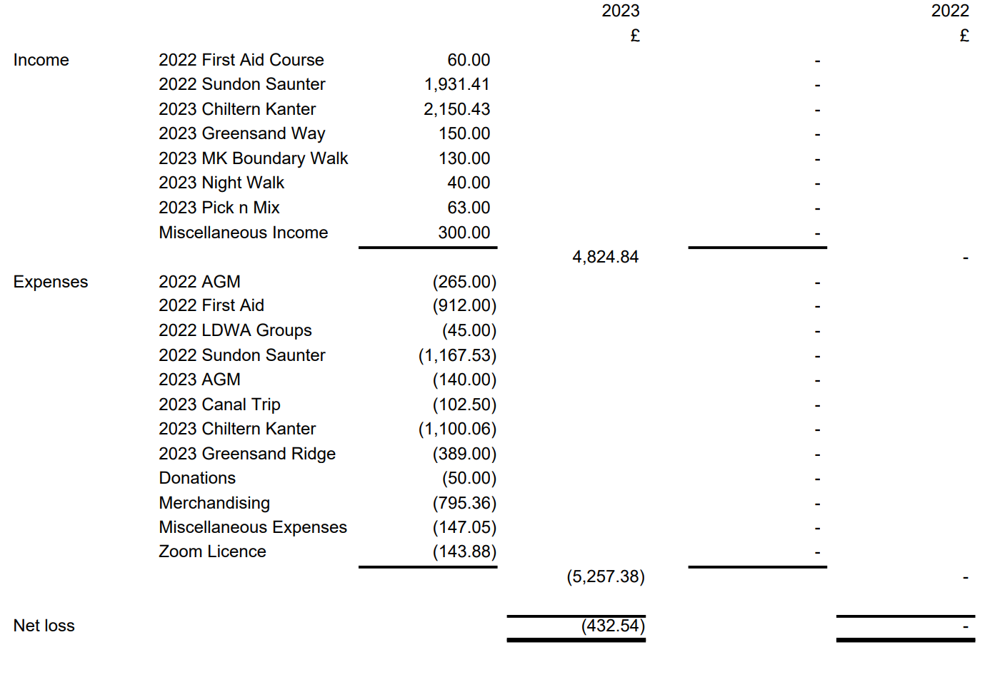 2023 2022
£ £
Income 2022 First Aid Course 60.00 -
2022 Sundon Saunter 1,931.41 -
2023 Chiltern Kanter 2,150.43 -
2023 Greensand Way 150.00 -
2023 MK Boundary Walk 130.00 -
2023 Night Walk 40.00 -
2023 Pick n Mix 63.00 -
Miscellaneous Income 300.00 -
4,824.84 -
Expenses 2022 AGM (265.00) -
2022 First Aid (912.00) -
2022 LDWA Groups (45.00) -
2022 Sundon Saunter (1,167.53) -
2023 AGM (140.00) -
2023 Canal Trip (102.50) -
2023 Chiltern Kanter (1,100.06) -
2023 Greensand Ridge (389.00) -
Donations (50.00) -
Merchandising (795.36) -
Miscellaneous Expenses (147.05) -
Zoom Licence (143.88) -
(5,257.38) -
Net loss (432.54) -